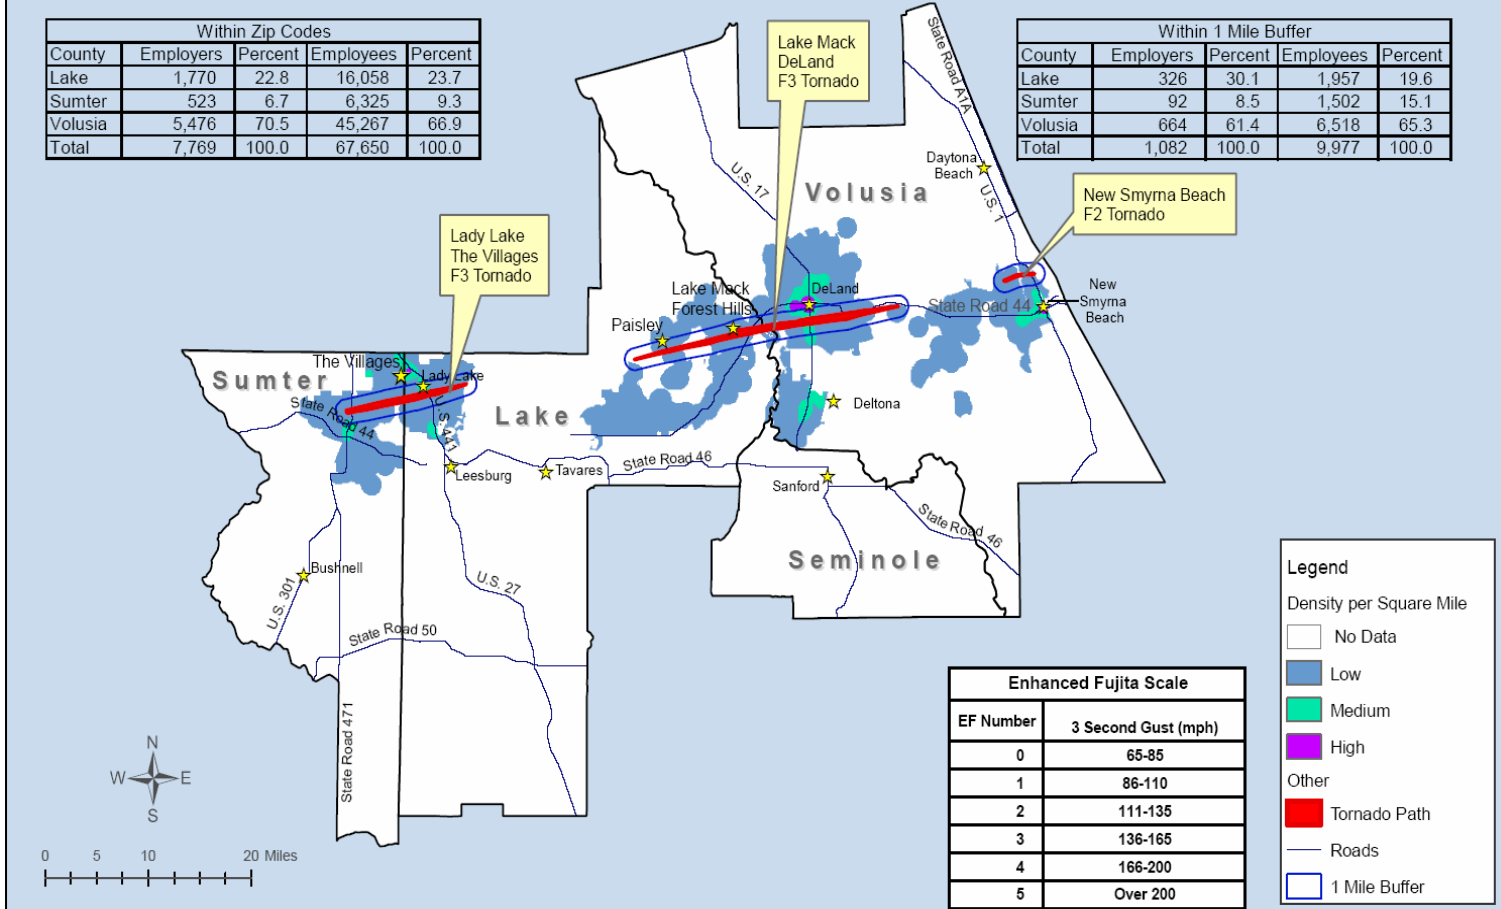 Within Zip Codes
County Employers Percent Employees Percent
Lake 1,770 22.8 16,058 23.7
Sumter 523 6.7 6,325 9.3
Volusia 5,476 70.5 45,267 66.9
Total 7,769 100.0 67,650 100.0
Lake Mack
DeLand
F3 Tornado
Within 1 Mile Buffer
County Employers Percent Employees Percent
Lake 326 30.1 1,957 19.6
Sumter 92 8.5 1,502 15.1
Volusia 664 61.4 6,518 65.3
Total 1,082 100.0 9,977 100.0
State Road A1A
Daytona
Beach
U.S. 17
Volusia
U.S. 1
New Smyrna Beach
F2 Tornado
Lady Lake
The Villages
F3 Tornado
Lake Mack
Forest Hills
DeLand
State Road 44
New
Smyrna
Beach
Paisley
The Villages
Lady Lake
Sumter
State Road 44
U.S. 441
Lake
Deltona
Leesburg
Tavares
State Road 46
Sanford
State Road 46
Seminole
Bushnell
U.S. 301
U.S. 27
State Road 50
State Road 471
N
W E
S
0 5 10 20 Miles
Enhanced Fujita Scale
EF Number 3 Second Gust (mph)
0 65-85
1 86-110
2 111-135
3 136-165
4 166-200
5 Over 200
Legend
Density per Square Mile
No Data
Low
Medium
High
Other
Tornado Path
Roads
1 Mile Buffer